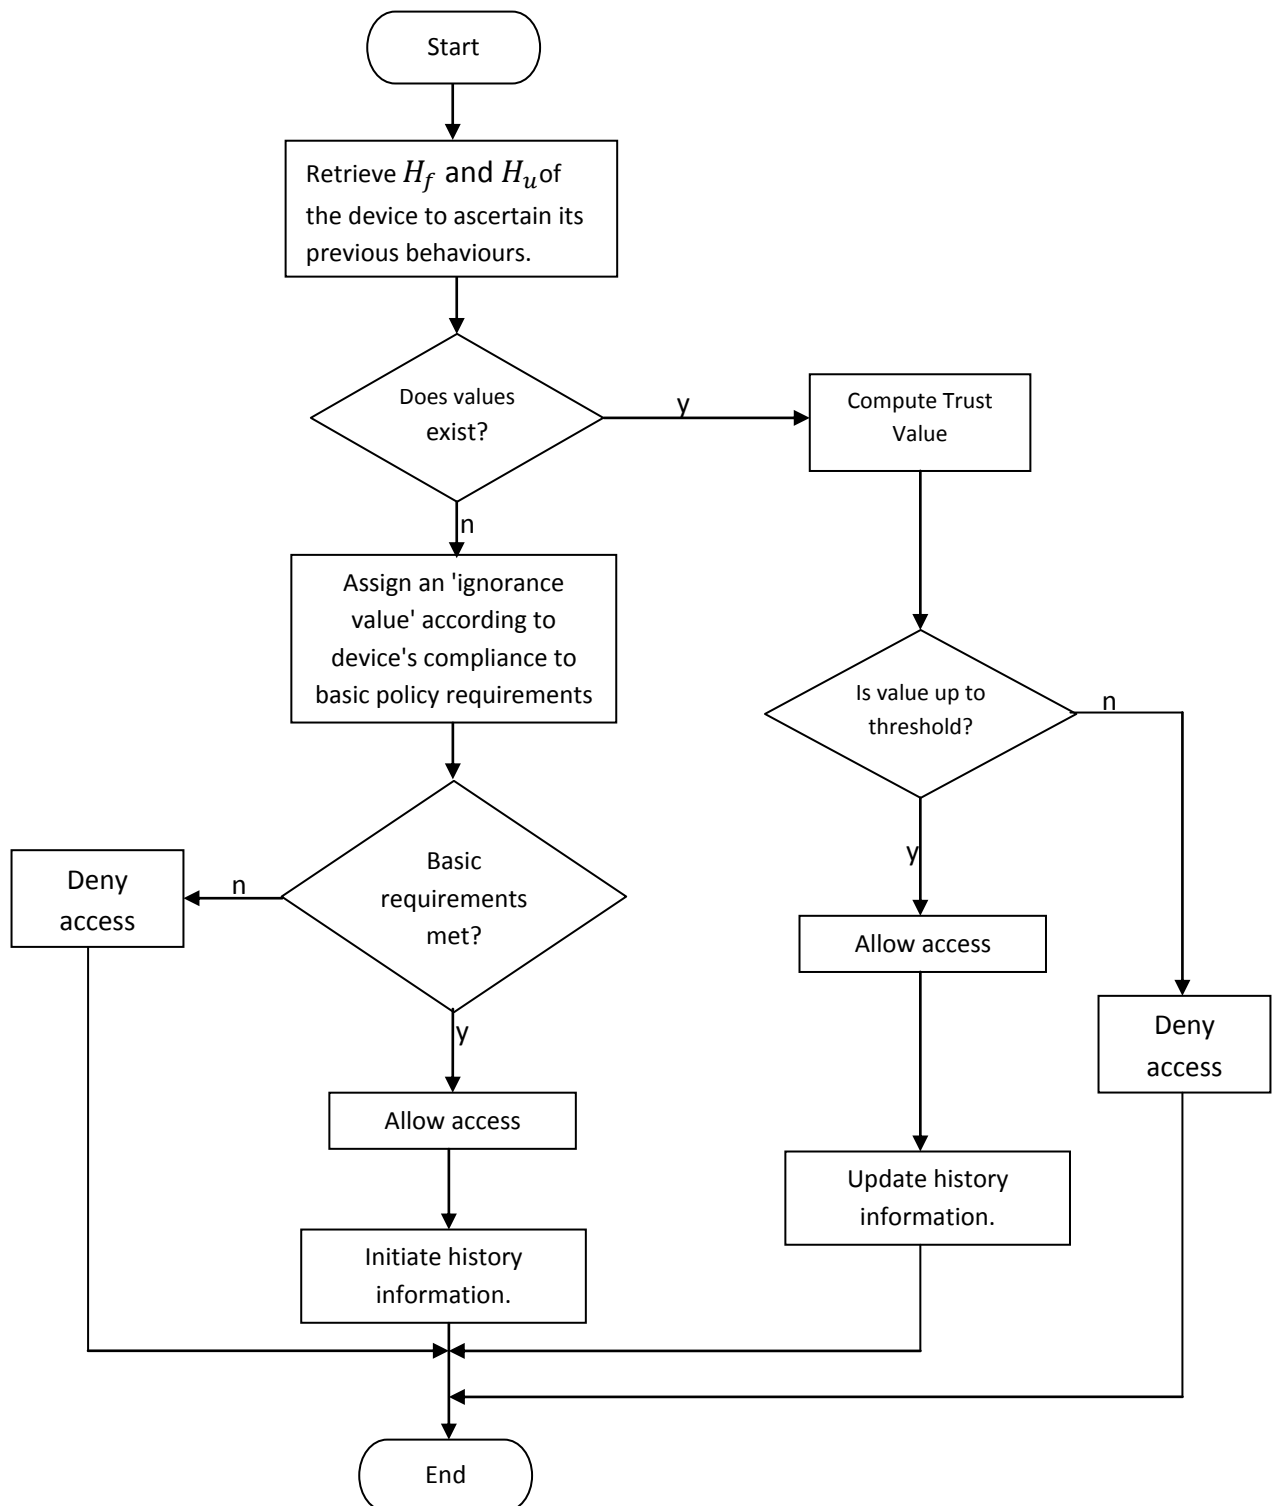 Start
Retrieve H_f and H_u of
the device to ascertain its
previous behaviours.
Does values
exist?
y
Compute Trust
Value
n
Assign an 'ignorance
value' according to
device's compliance to
basic policy requirements
Is value up to
threshold?
n
y
Basic
requirements
met?
n
Deny
access
y
Allow access
Deny
access
Allow access
Update history
information.
Initiate history
information.
End